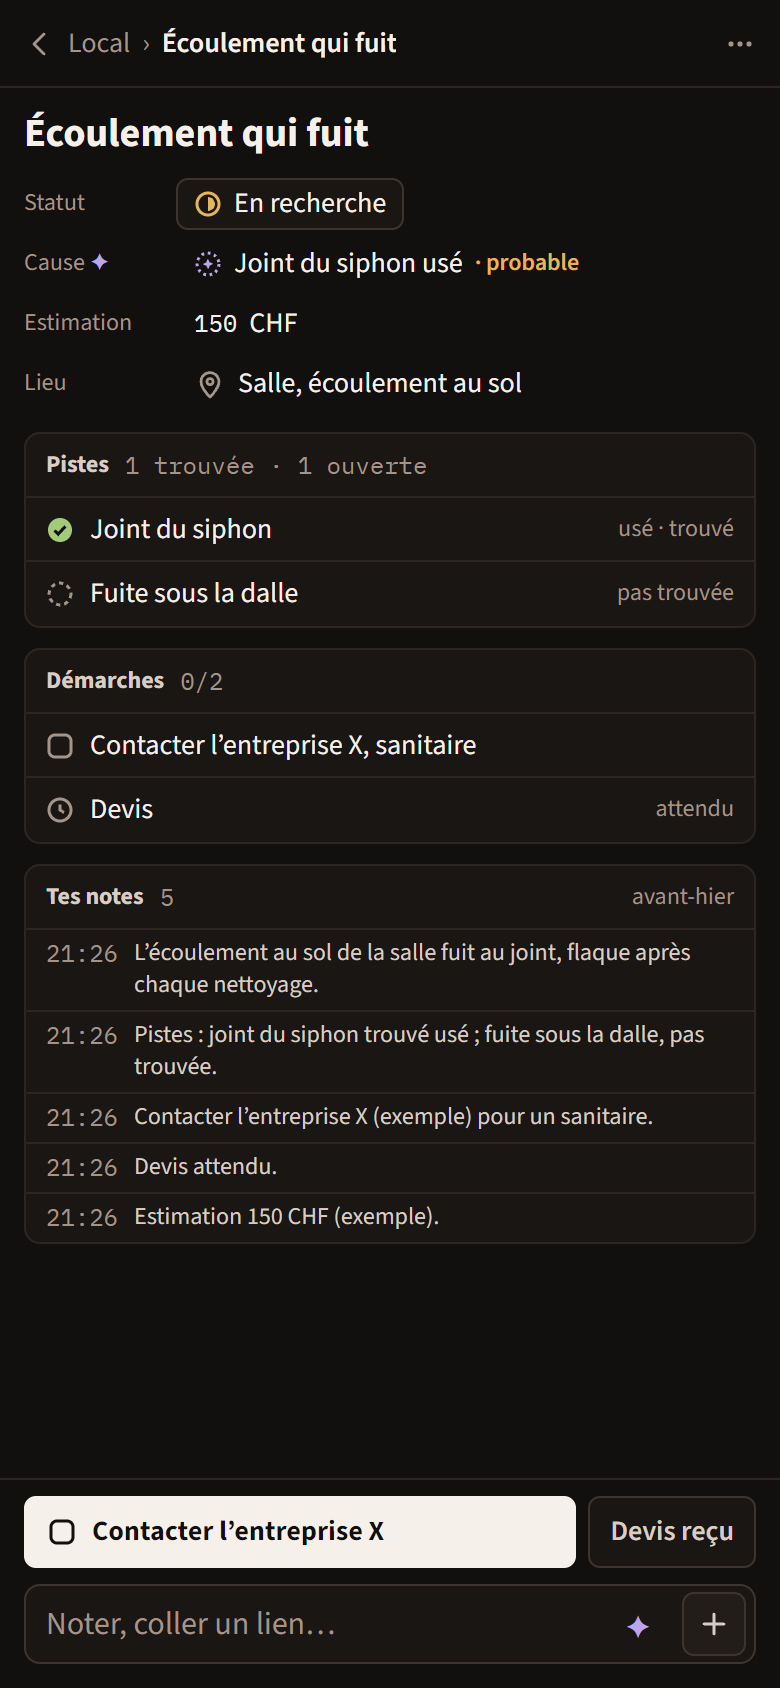 Local › Écoulement qui fuit
Écoulement qui fuit
Statut En recherche
Cause Joint du siphon usé · probable
Estimation 150 CHF
Lieu Salle, écoulement au sol
Pistes 1 trouvée · 1 ouverte
Joint du siphon usé · trouvé
Fuite sous la dalle pas trouvée
Démarches 0/2
Contacter l’entreprise X, sanitaire
Devis attendu
Tes notes 5 avant-hier
21:26 L’écoulement au sol de la salle fuit au joint, flaque après
chaque nettoyage.
21:26 Pistes : joint du siphon trouvé usé ; fuite sous la dalle, pas
trouvée.
21:26 Contacter l’entreprise X (exemple) pour un sanitaire.
21:26 Devis attendu.
21:26 Estimation 150 CHF (exemple).
Contacter l’entreprise X Devis reçu
Noter, coller un lien…